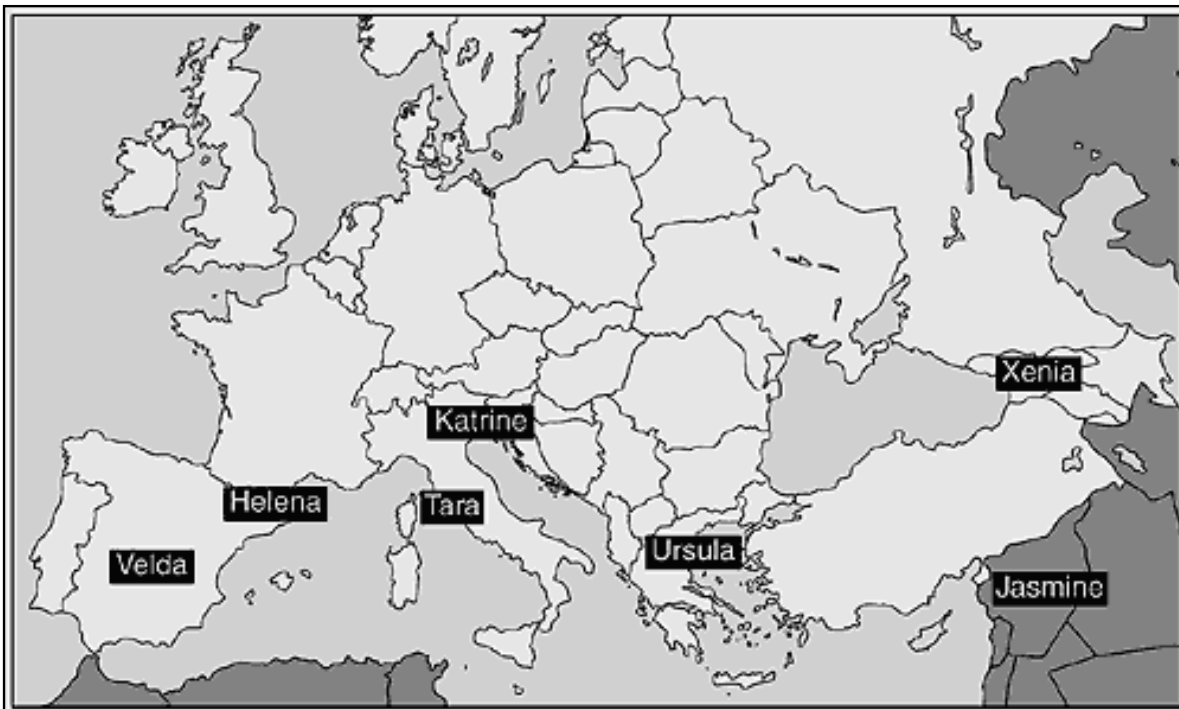 Xenia
Katrine
Helena
Tara
Ursula
Velda
Jasmine